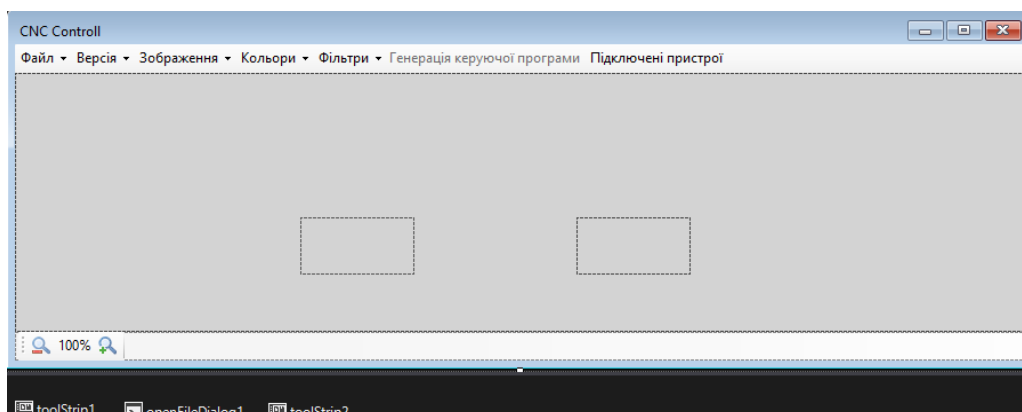 CNC Controll
Файл Версія Зображення Кольори Фільтри Генерація керуючої програми Підключені пристрої
100%
toolStrip1 openFileDialog1 toolStrip2